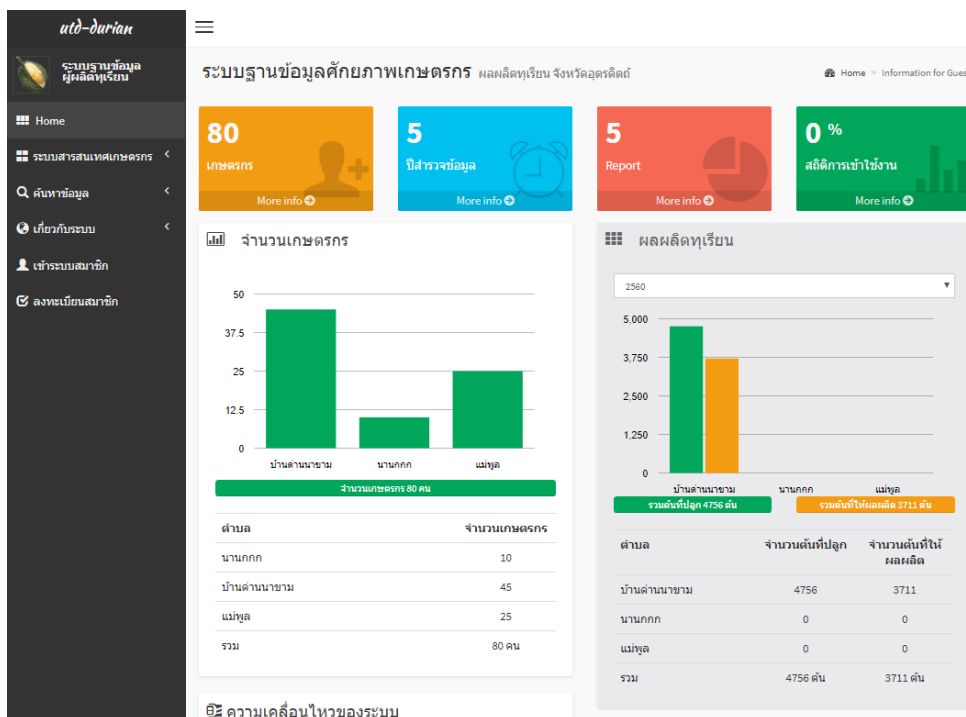 utd-durian
ระบบฐานข้อมูล
ผู้ผลิตทุเรียน
Home
ระบบสารสนเทศเกษตรกร
ค้นหาข้อมูล
เกี่ยวกับระบบ
เข้าระบบสมาชิก
ลงทะเบียนสมาชิก
ระบบฐานข้อมูลศักยภาพเกษตรกร ผลผลิตทุเรียน จังหวัดอุตรดิตถ์
Home > Information for Gues
80
เกษตรกร
More info
5
ปีสำรวจข้อมูล
More info
5
Report
More info
0 %
สถิติการเข้าใช้งาน
More info
จำนวนเกษตรกร
50
37.5
25
12.5
0
บ้านด่านนาขาม นานกกก แม่พูล
จำนวนเกษตรกร 80 คน
ตำบล จำนวนเกษตรกร
นานกกก 10
บ้านด่านนาขาม 45
แม่พูล 25
รวม 80 คน
ความเคลื่อนไหวของระบบ
ผลผลิตทุเรียน
2560
5,000
3,750
2,500
1,250
0
บ้านด่านนาขาม นานกกก แม่พูล
รวมต้นที่ปลูก 4756 ต้น รวมต้นที่ให้ผลผลิต 3711 ต้น
ตำบล จำนวนต้นที่ปลูก จำนวนต้นที่ให้
ผลผลิต
บ้านด่านนาขาม 4756 3711
นานกกก 0 0
แม่พูล 0 0
รวม 4756 ต้น 3711 ต้น